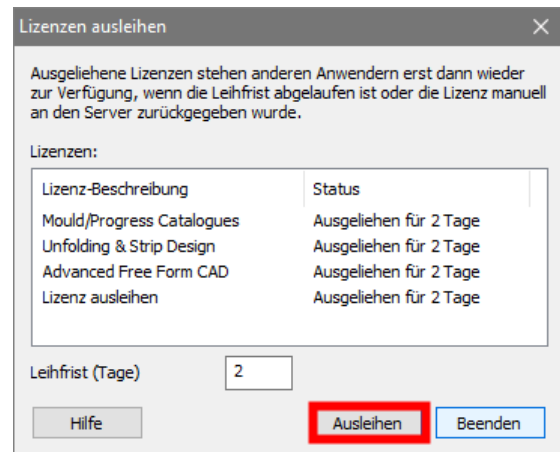 Lizenzen ausleihen
Ausgeliehene Lizenzen stehen anderen Anwendern erst dann wieder
zur Verfügung, wenn die Leihfrist abgelaufen ist oder die Lizenz manuell
an den Server zurückgegeben wurde.
Lizenzen:
Lizenz-Beschreibung Status
Mould/Progress Catalogues Ausgeliehen für 2 Tage
Unfolding & Strip Design Ausgeliehen für 2 Tage
Advanced Free Form CAD Ausgeliehen für 2 Tage
Lizenz ausleihen Ausgeliehen für 2 Tage
Leihfrist (Tage) 2
Hilfe Ausleihen Beenden